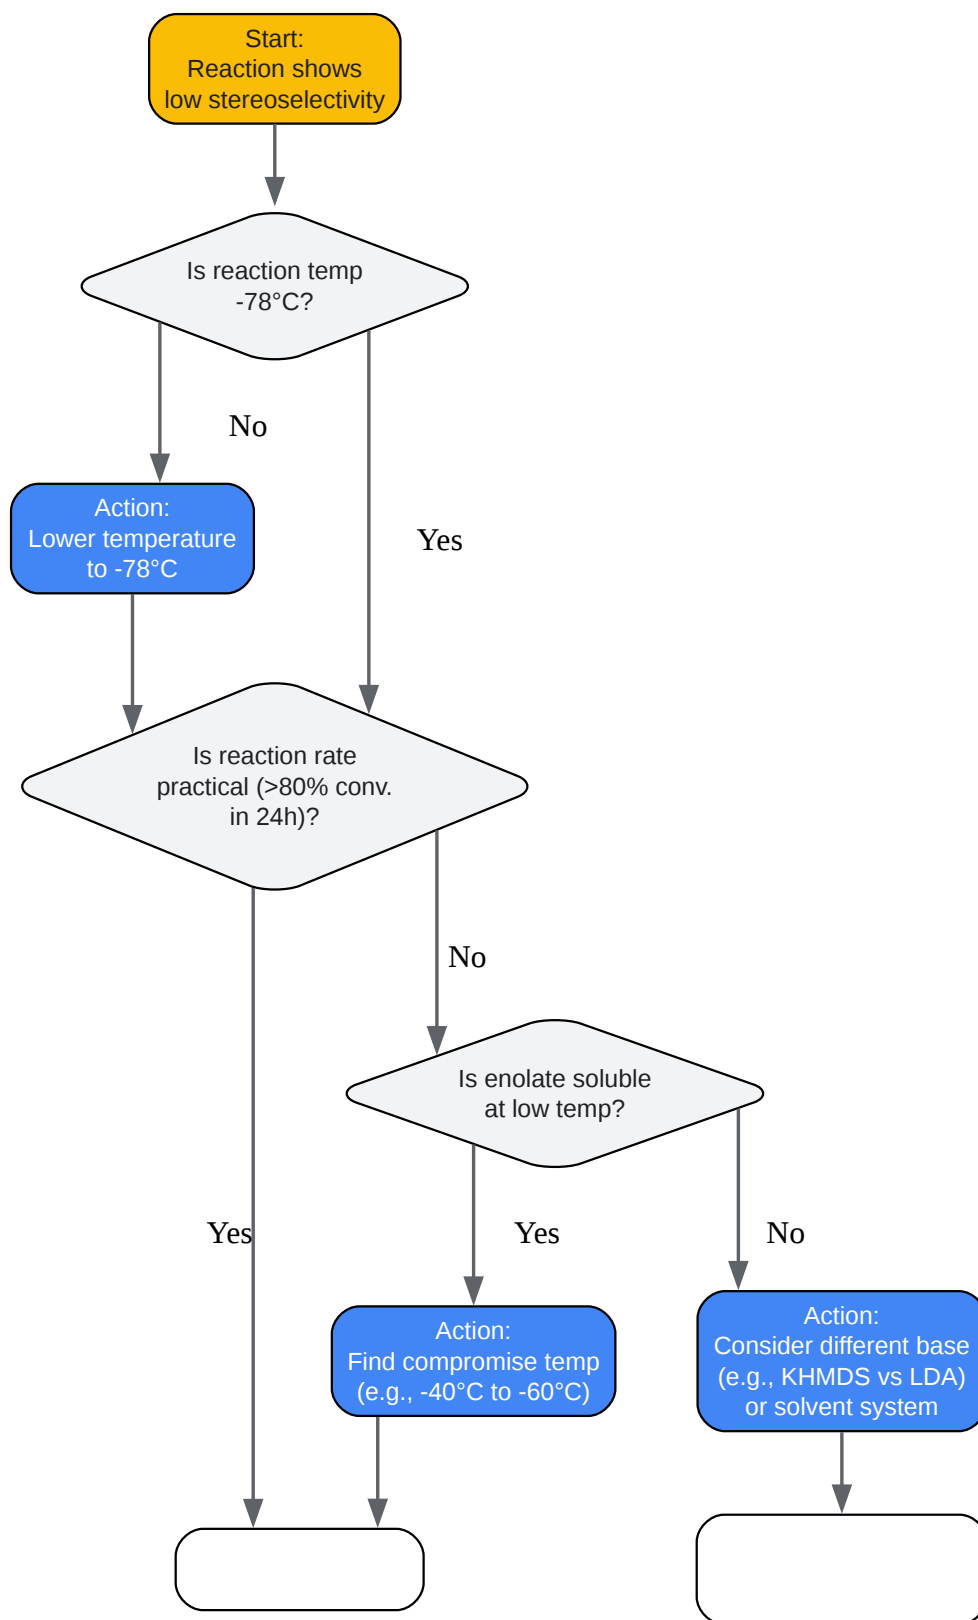 Start:
Reaction shows
low stereoselectivity
Is reaction temp
-78°C?
No
Yes
Action:
Lower temperature
to -78°C
Is reaction rate
practical (>80% conv.
in 24h)?
No
Is enolate soluble
at low temp?
Yes
Yes
No
Action:
Find compromise temp
(e.g., -40°C to -60°C)
Action:
Consider different base
(e.g., KHMDS vs LDA)
or solvent system